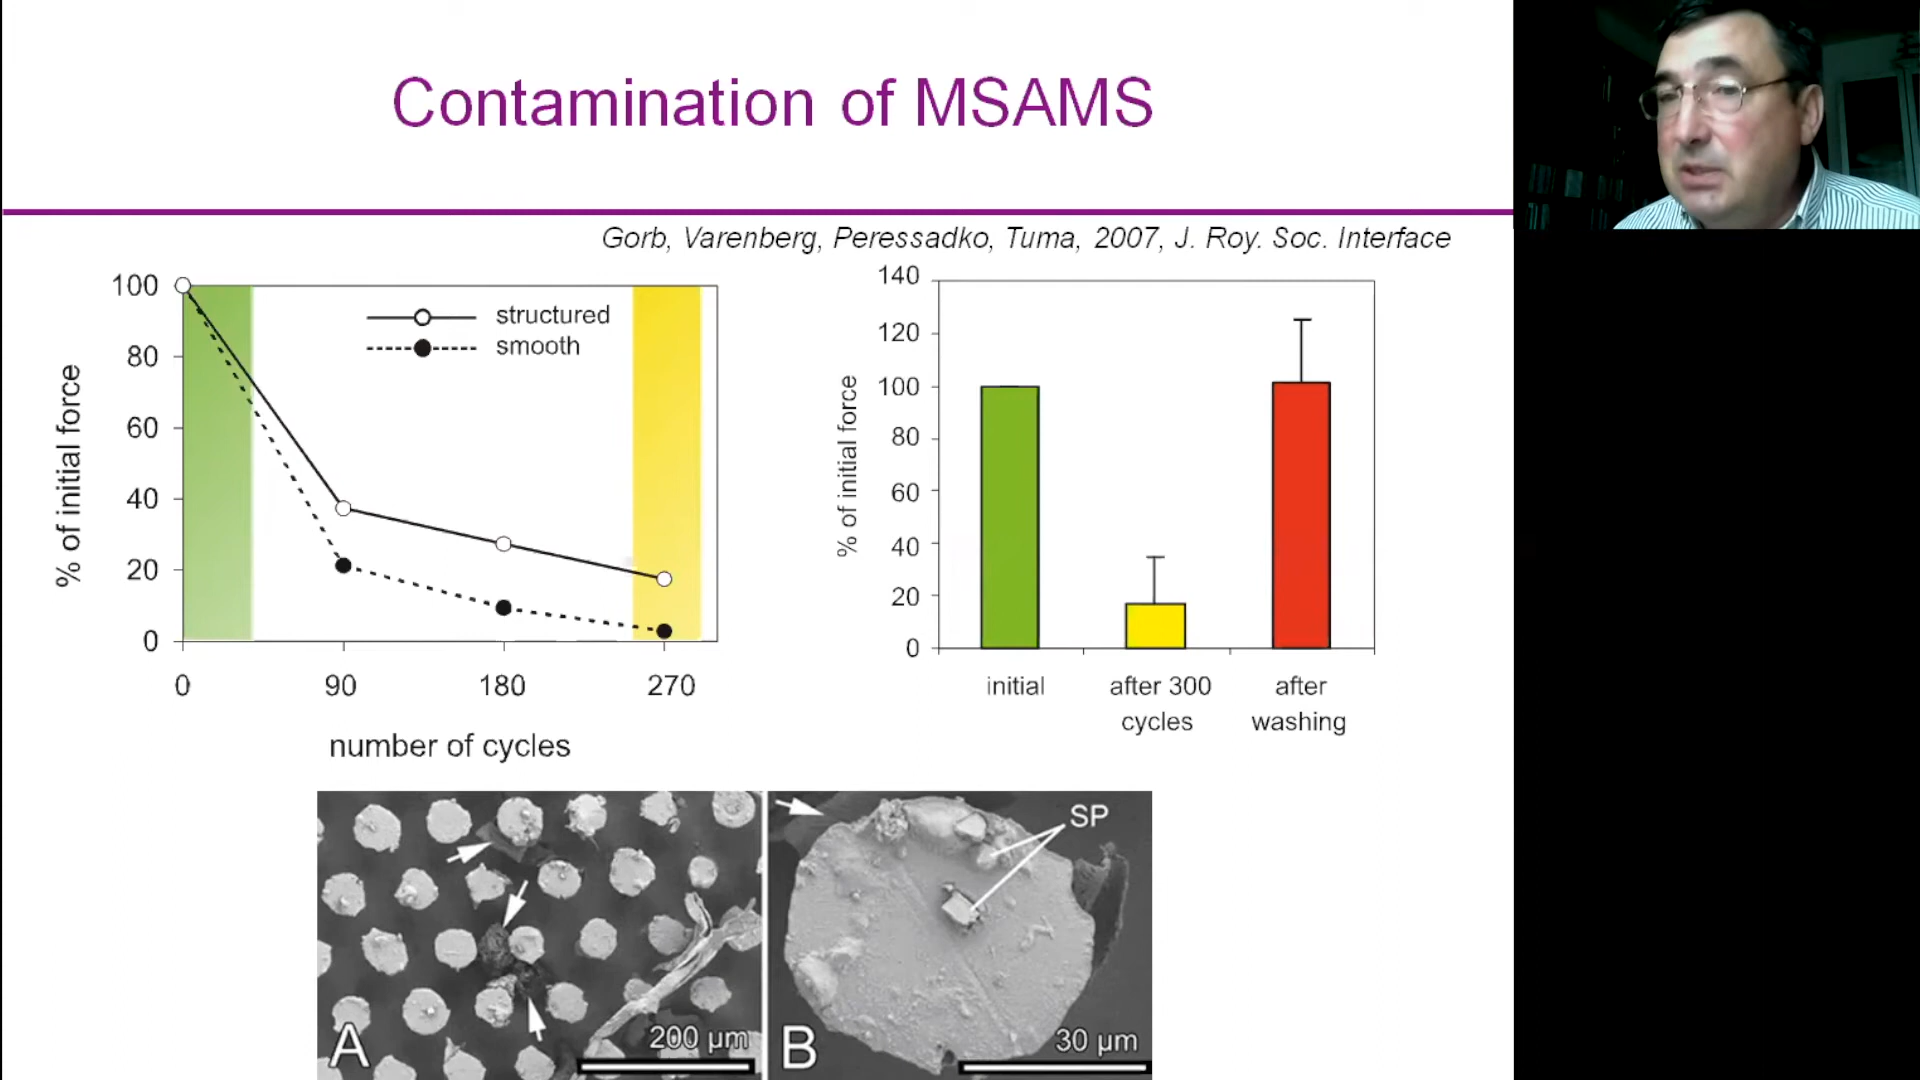 Contamination of MSAMS
Gorb, Varenberg, Peressadko, Tuma, 2007, J. Roy. Soc. Interface
% of initial force
100
80
60
40
20
0
structured
smooth
0 90 180 270
number of cycles
% of initial force
140
120
100
80
60
40
20
0
initial
after 300
cycles
after
washing
A
200 µm
SP
B
30 µm